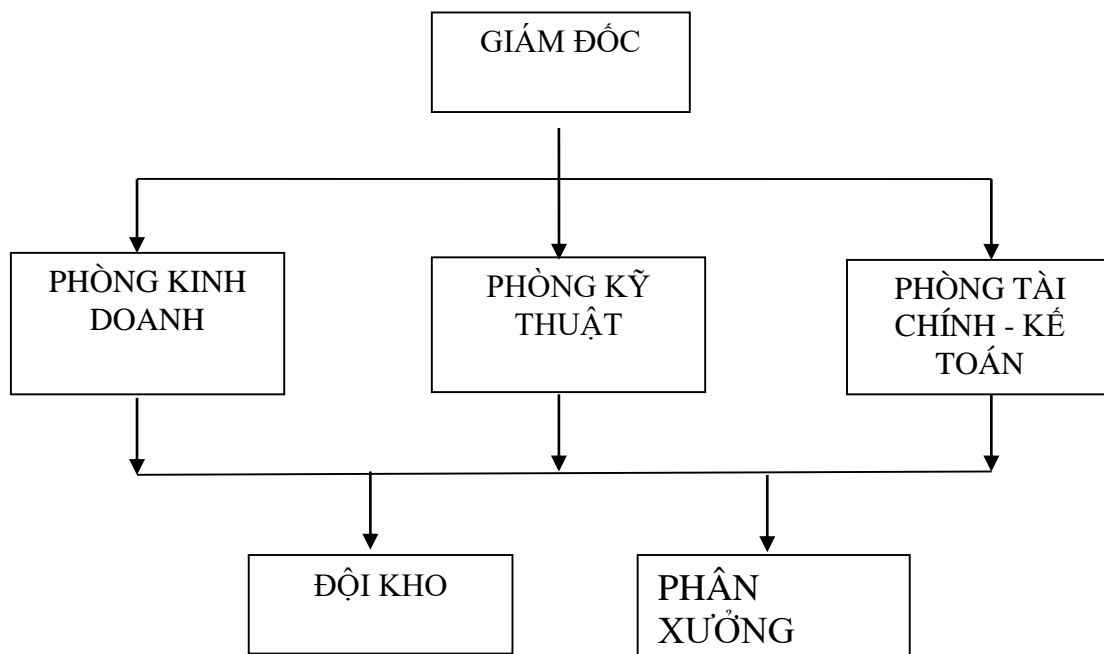 GIÁM ĐỐC
PHÒNG KINH
DOANH
PHÒNG KỸ
THUẬT
PHÒNG TÀI
CHÍNH - KẾ
TOÁN
ĐỘI KHO
PHÂN
XƯỞNG